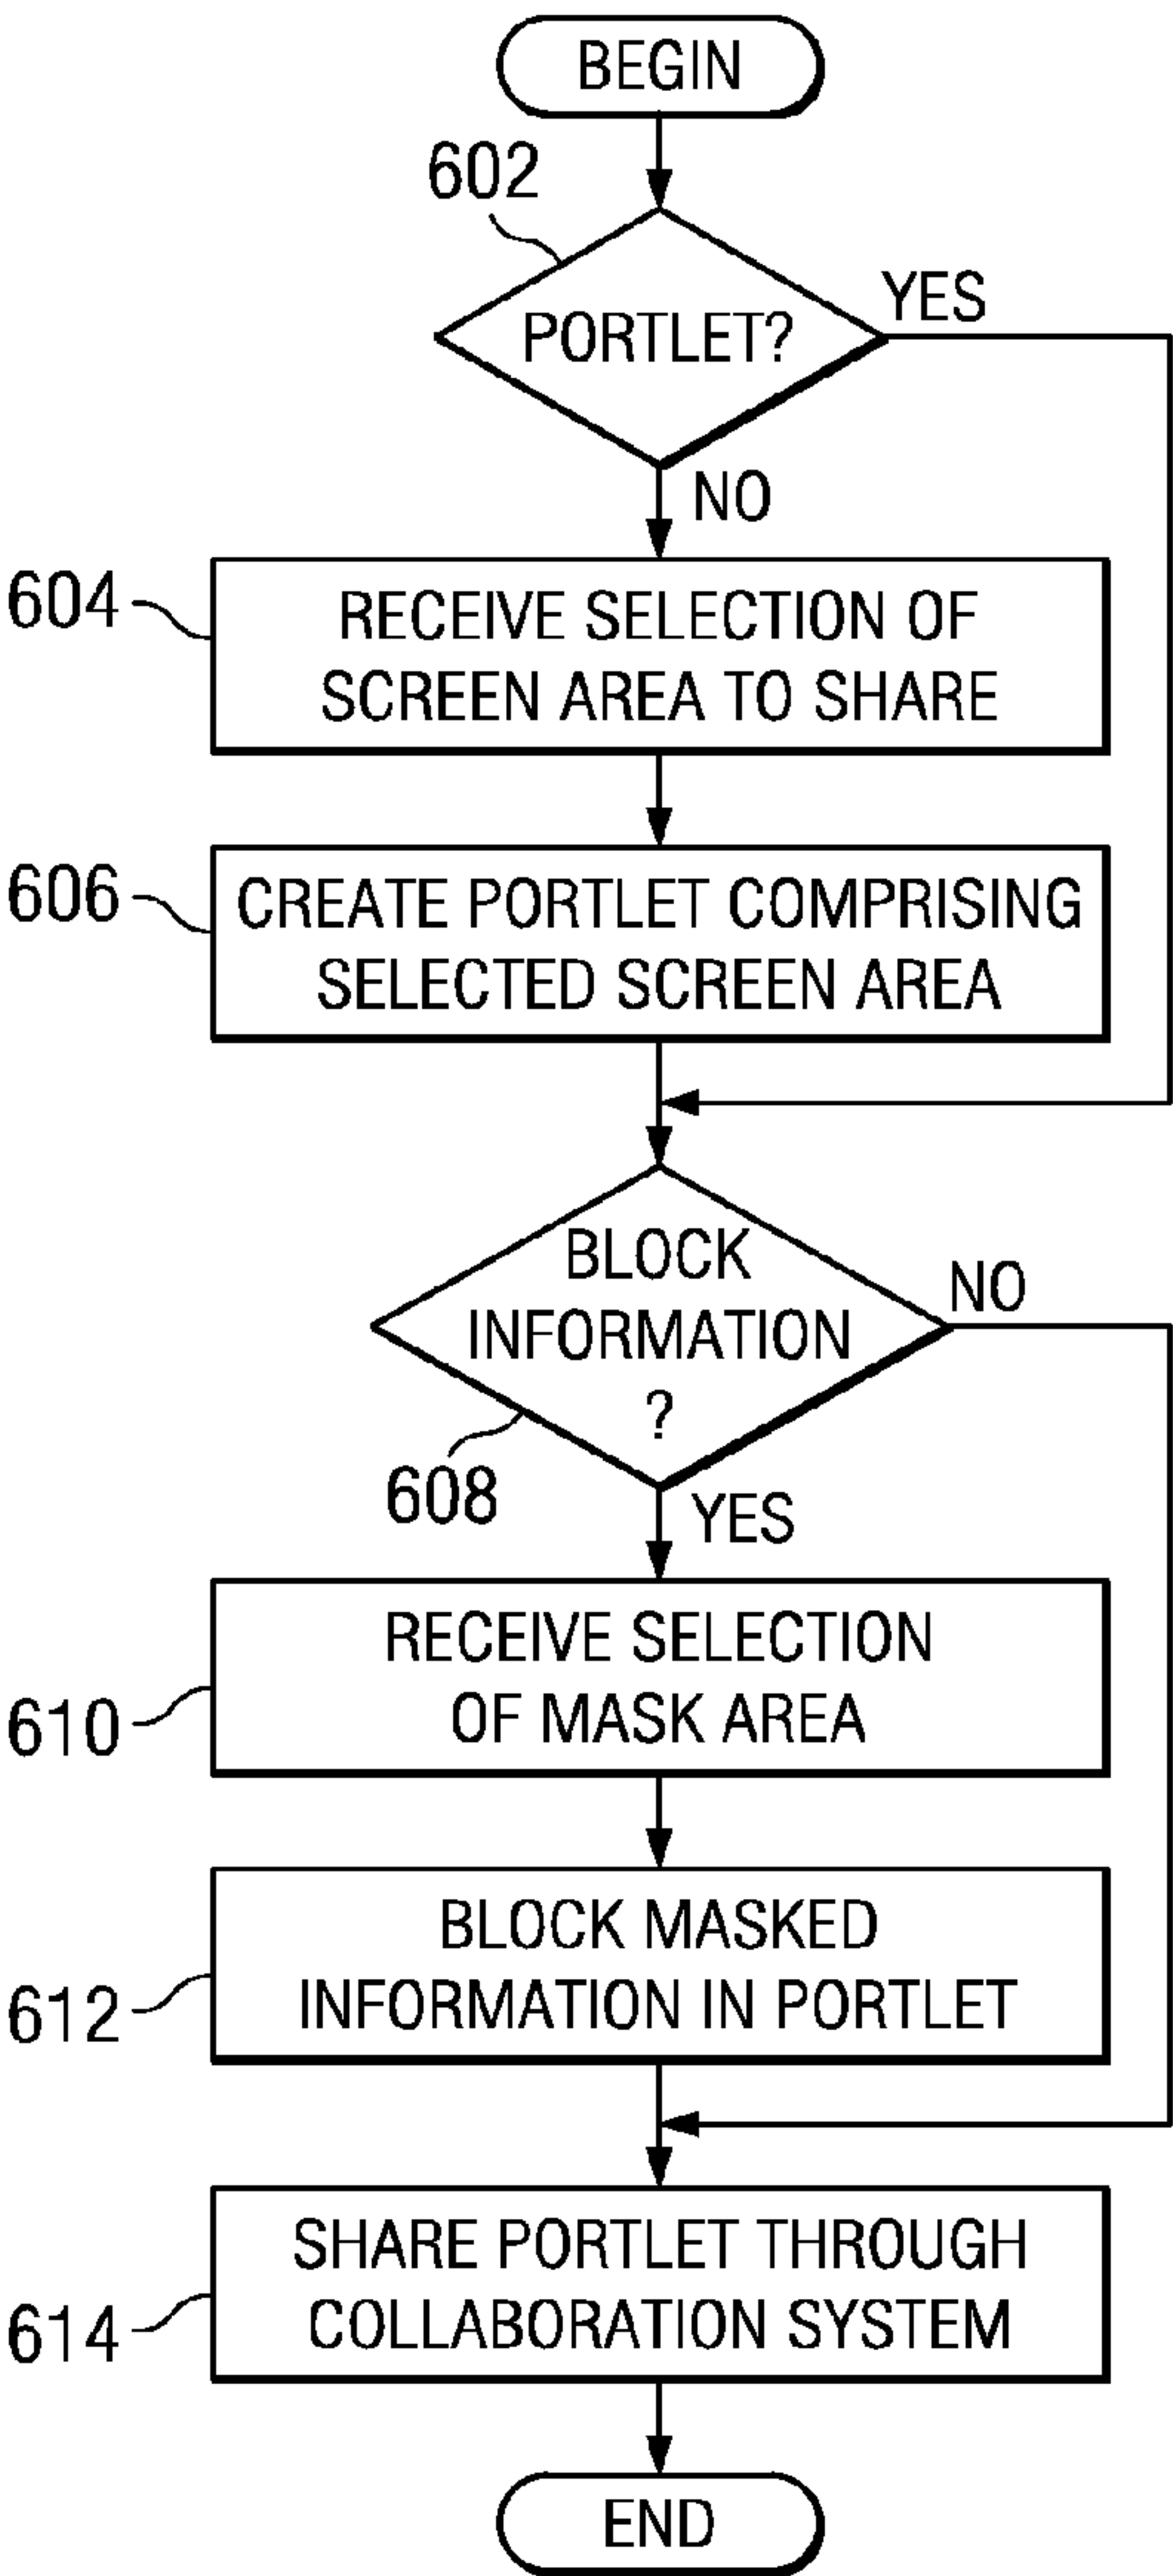 BEGIN
602
PORTLET?
YES
NO
604
RECEIVE SELECTION OF
SCREEN AREA TO SHARE
606
CREATE PORTLET COMPRISING
SELECTED SCREEN AREA
BLOCK
INFORMATION
?
NO
608
YES
610
RECEIVE SELECTION
OF MASK AREA
612
BLOCK MASKED
INFORMATION IN PORTLET
614
SHARE PORTLET THROUGH
COLLABORATION SYSTEM
END